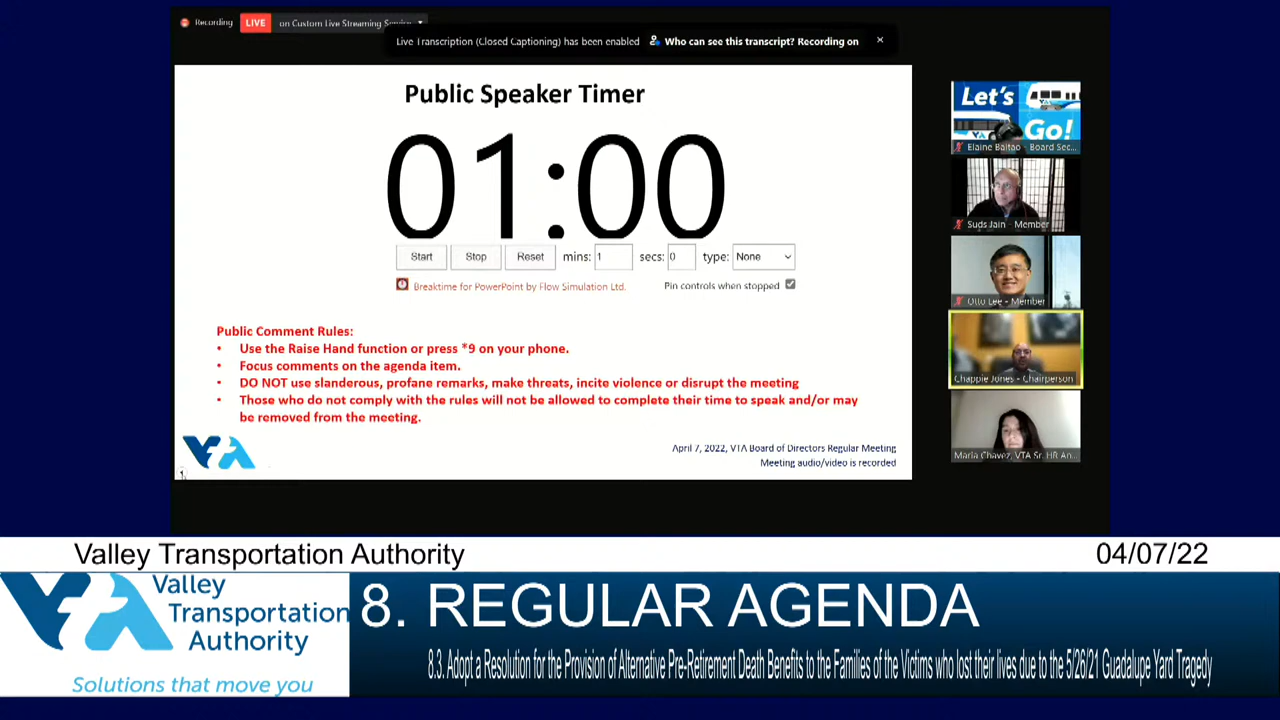 Recording
LIVE
on Custom Live Streaming Service
Live Transcription (Closed Captioning) has been enabled
Who can see this transcript? Recording on
Public Speaker Timer
01:00
Start
Stop
Reset
mins: 1
secs: 0
type: None
Breaktime for PowerPoint by Flow Simulation Ltd.
Pin controls when stopped
Public Comment Rules:
• Use the Raise Hand function or press *9 on your phone.
• Focus comments on the agenda item.
• DO NOT use slanderous, profane remarks, make threats, incite violence or disrupt the meeting
• Those who do not comply with the rules will not be allowed to complete their time to speak and/or may
be removed from the meeting.
VTA
April 7, 2022, VTA Board of Directors Regular Meeting
Meeting audio/video is recorded
1
Let's
Go!
Elaine Baltao - Board Sec...
Suds Jain - Member
Otto Lee - Member
Chappie Jones - Chairperson
Maria Chavez, VTA Sr. HR An...
Valley Transportation Authority
04/07/22
Valley
Transportation
Authority
Solutions that move you
8. REGULAR AGENDA
8.3. Adopt a Resolution for the Provision of Alternative Pre-Retirement Death Benefits to the Families of the Victims who lost their lives due to the 5/26/21 Guadalupe Yard Tragedy